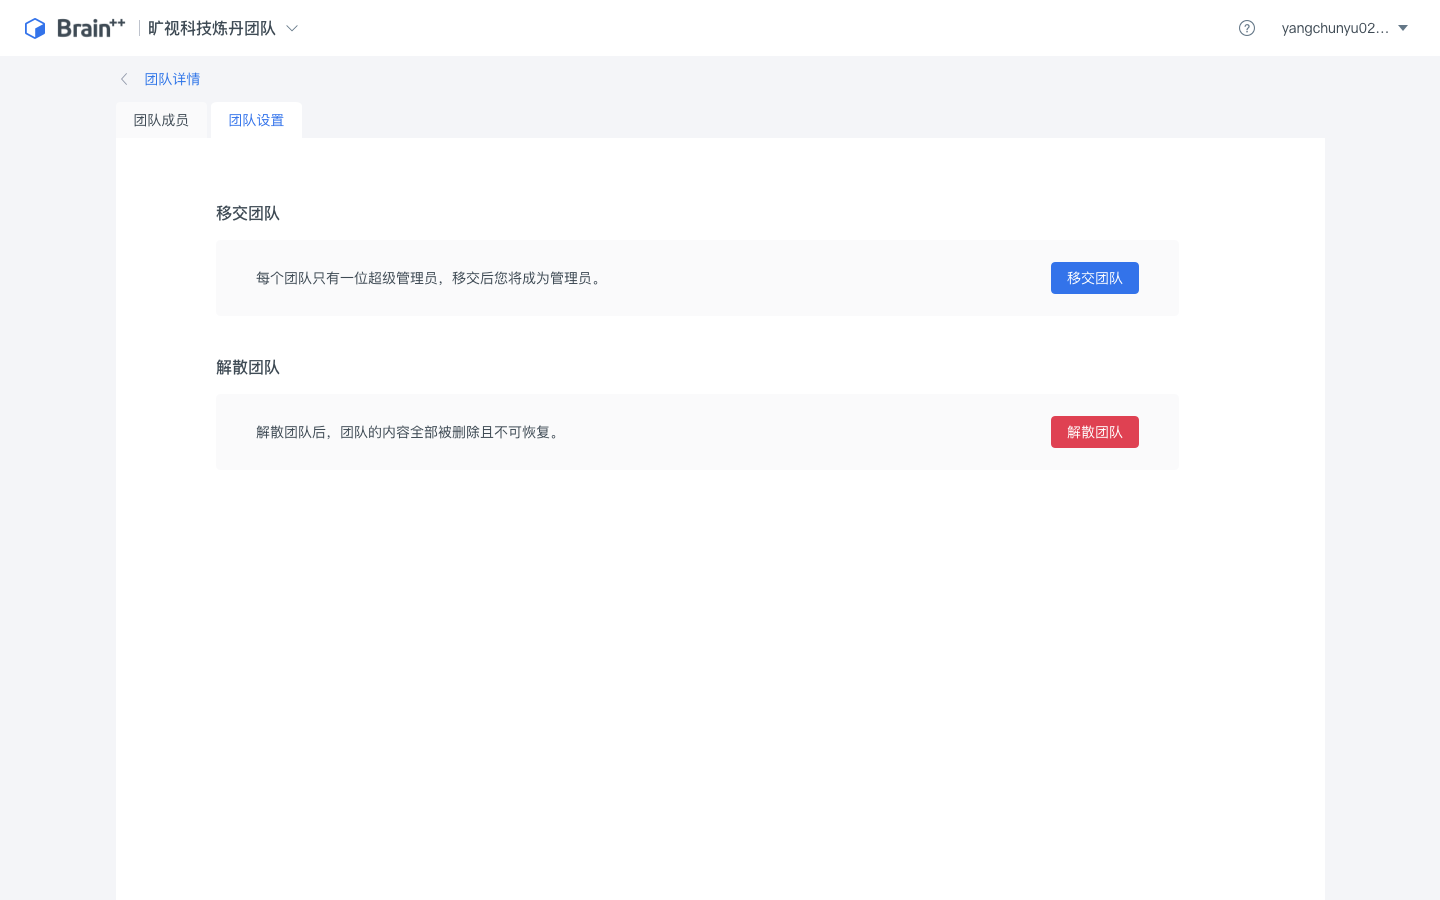 Brain++ 旷视科技炼丹团队 yangchunyu02...
团队详情
团队成员 团队设置
移交团队
每个团队只有一位超级管理员，移交后您将成为管理员。 移交团队
解散团队
解散团队后，团队的内容全部被删除且不可恢复。 解散团队